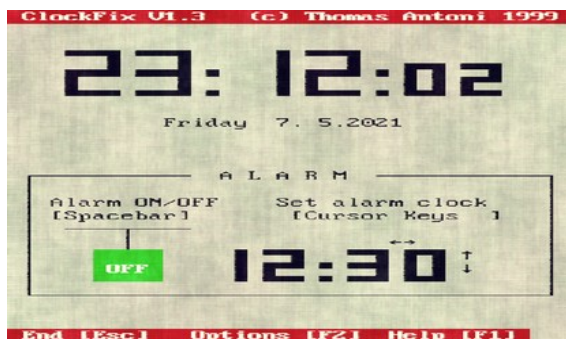 ClockFix V1.3 (c) Thomas Antoni 1999
23:12:02
Friday 7. 5.2021
ALARM
Alarm ON/OFF Set alarm clock
[Spacebar] [Cursor Keys ]
↔
OFF 12:30 ↑
↓
End [Esc] Options [F2] Help [F1]